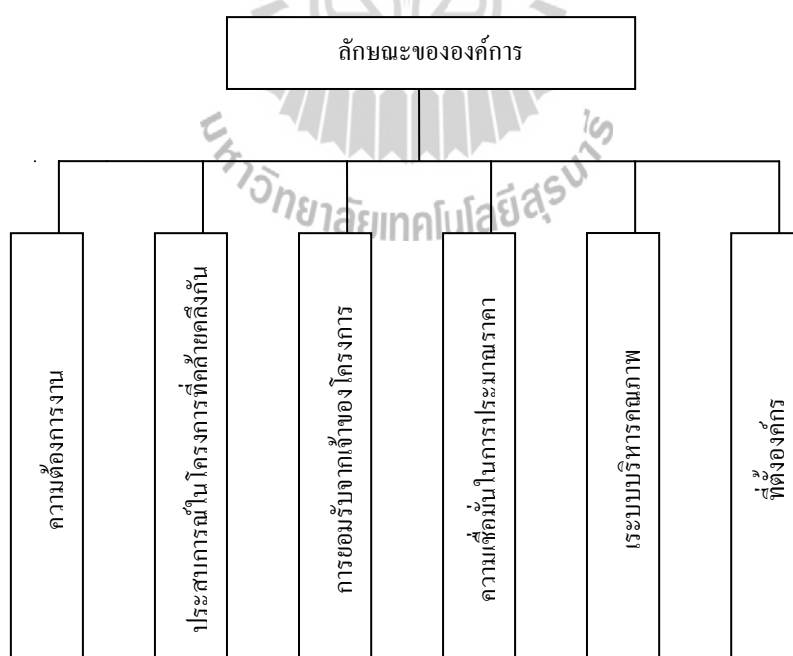 ลักษณะขององค์การ
มหาวิทยาลัยเทคโนโลยีสุรนารี
ความต้องการงาน
ประสบการณ์ในโครงการที่คล้ายคลึงกัน
การยอมรับจากเจ้าของโครงการ
ความเชื่อมั่นในการประมาณราคา
เระบบบริหารคุณภาพ
ที่ตั้งองค์กร